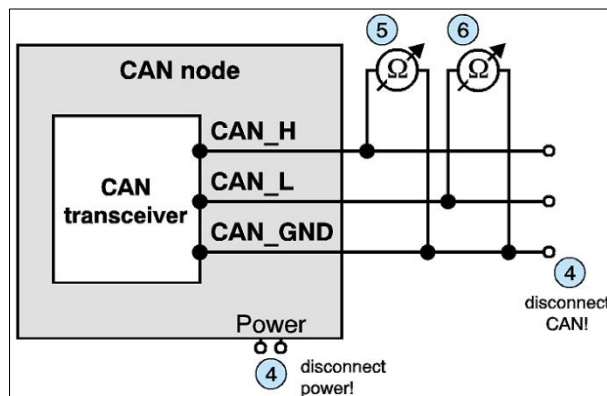 5
6
Ω
Ω
CAN node
CAN_H
CAN
transceiver
CAN_L
CAN_GND
4
disconnect
CAN!
Power
4
disconnect
power!